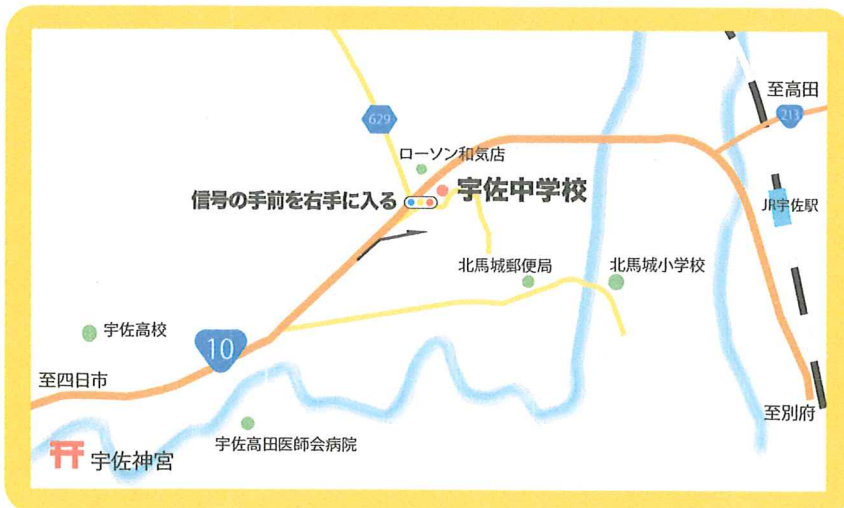 至高田
213
629
ローソン和気店
宇佐中学校
信号の手前を右手に入る
JR宇佐駅
北馬城郵便局
北馬城小学校
宇佐高校
10
至四日市
至別府
宇佐高田医師会病院
宇佐神宮